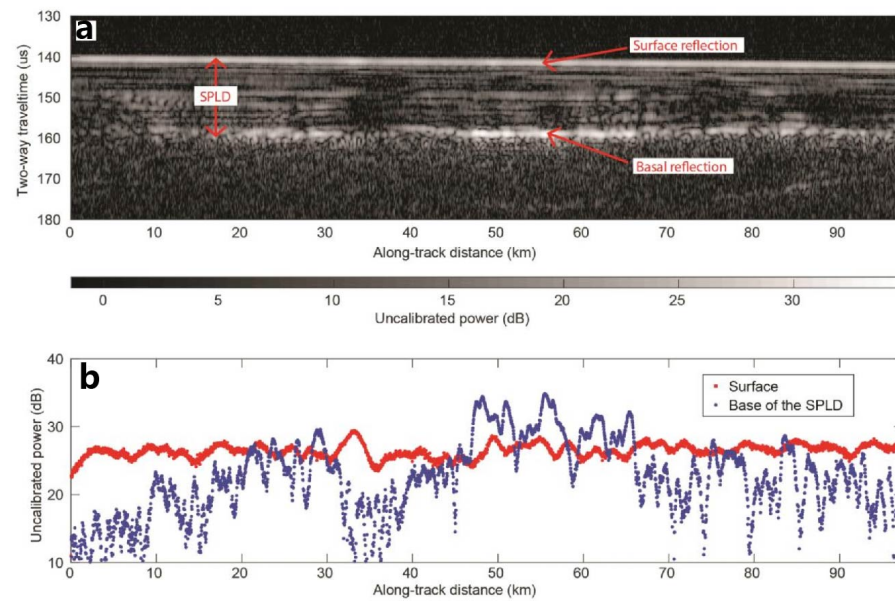 a
130
140
150
160
170
180
Two-way traveltime (us)
Surface reflection
SPLD
Basal reflection
0 10 20 30 40 50 60 70 80 90
Along-track distance (km)
0 5 10 15 20 25 30
Uncalibrated power (dB)
b
40
30
20
10
Uncalibrated power (dB)
Surface
Base of the SPLD
0 10 20 30 40 50 60 70 80 90
Along-track distance (km)